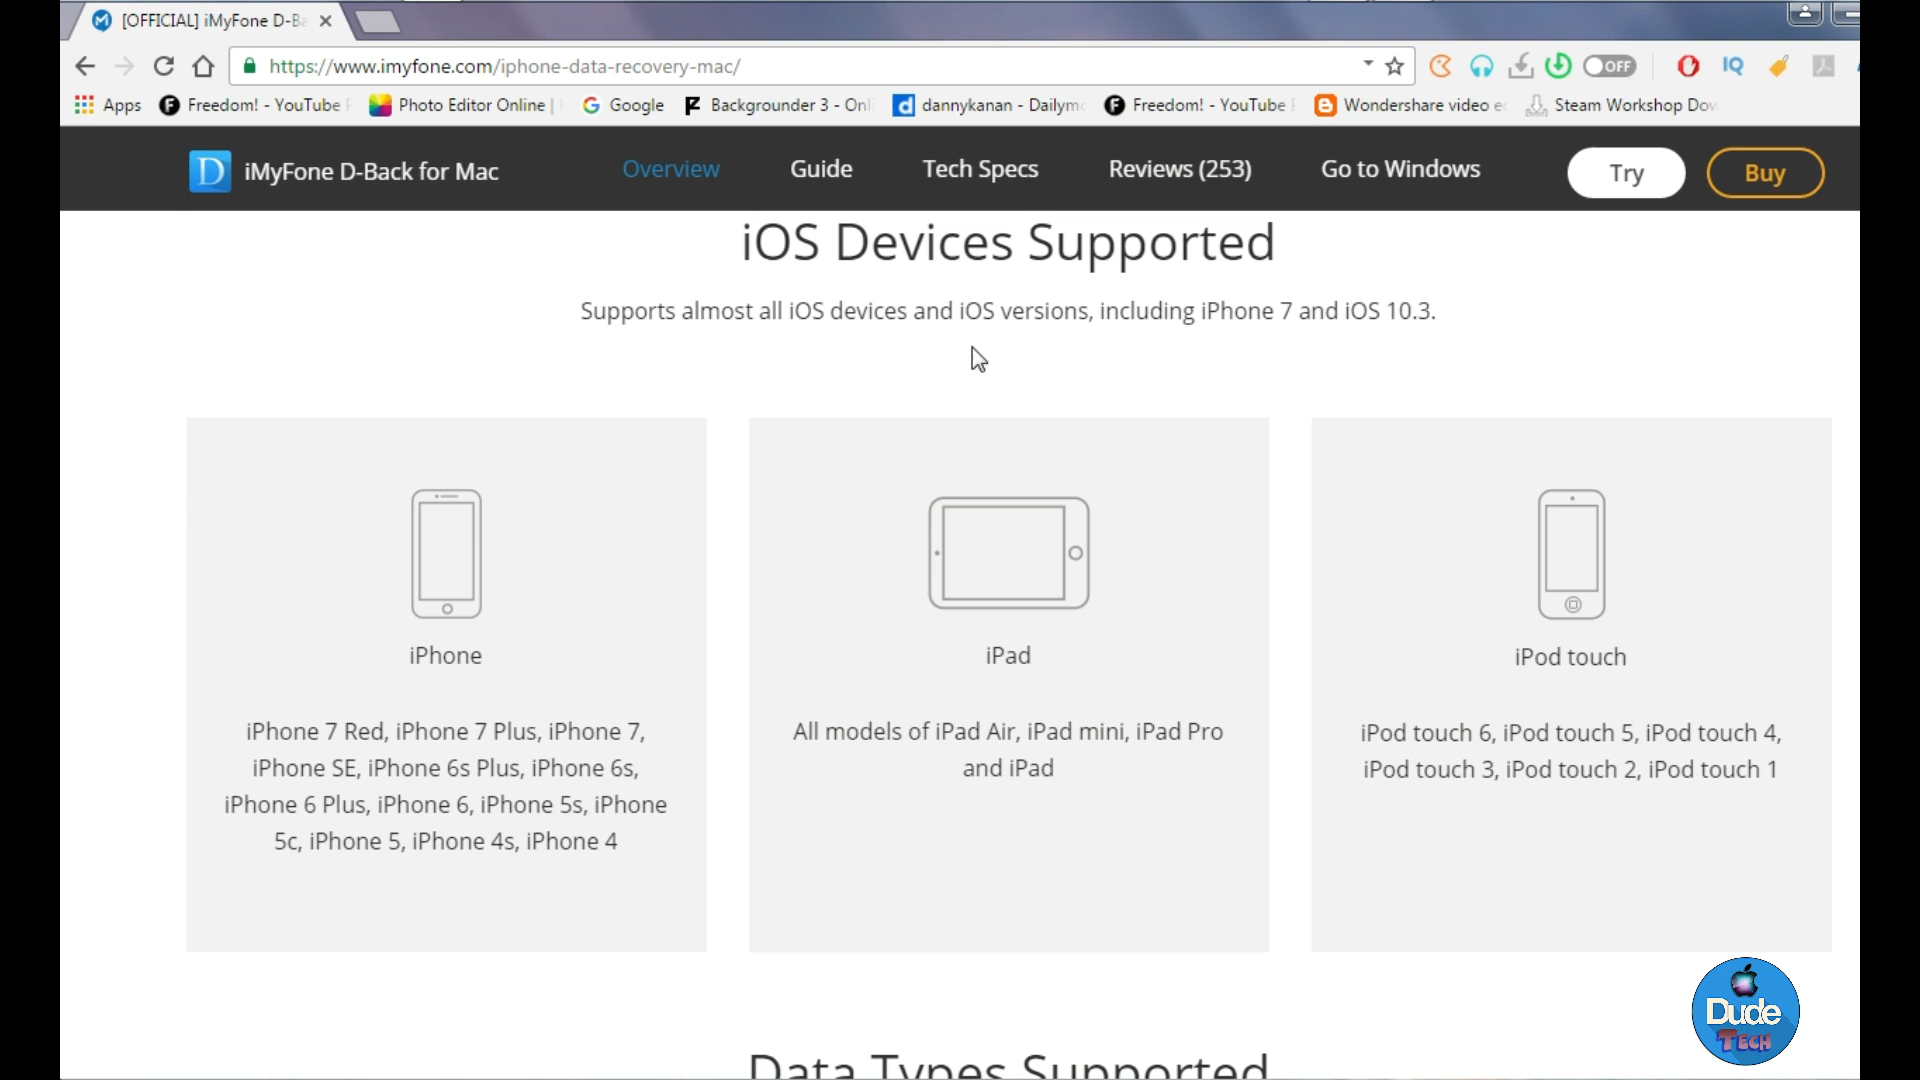 [OFFICIAL] iMyFone D-Ba
https://www.imyfone.com/iphone-data-recovery-mac/
OFF
IQ
Apps
Freedom! - YouTube
Photo Editor Online |
Google
Backgrounder 3 - Onl
dannykanan - Dailym
Freedom! - YouTube
Wondershare video e
Steam Workshop Dow
D iMyFone D-Back for Mac
Overview
Guide
Tech Specs
Reviews (253)
Go to Windows
Try
Buy
iOS Devices Supported
Supports almost all iOS devices and iOS versions, including iPhone 7 and iOS 10.3.
iPhone
iPhone 7 Red, iPhone 7 Plus, iPhone 7,
iPhone SE, iPhone 6s Plus, iPhone 6s,
iPhone 6 Plus, iPhone 6, iPhone 5s, iPhone
5c, iPhone 5, iPhone 4s, iPhone 4
iPad
All models of iPad Air, iPad mini, iPad Pro
and iPad
iPod touch
iPod touch 6, iPod touch 5, iPod touch 4,
iPod touch 3, iPod touch 2, iPod touch 1
Data Types Supported
Dude
TECH